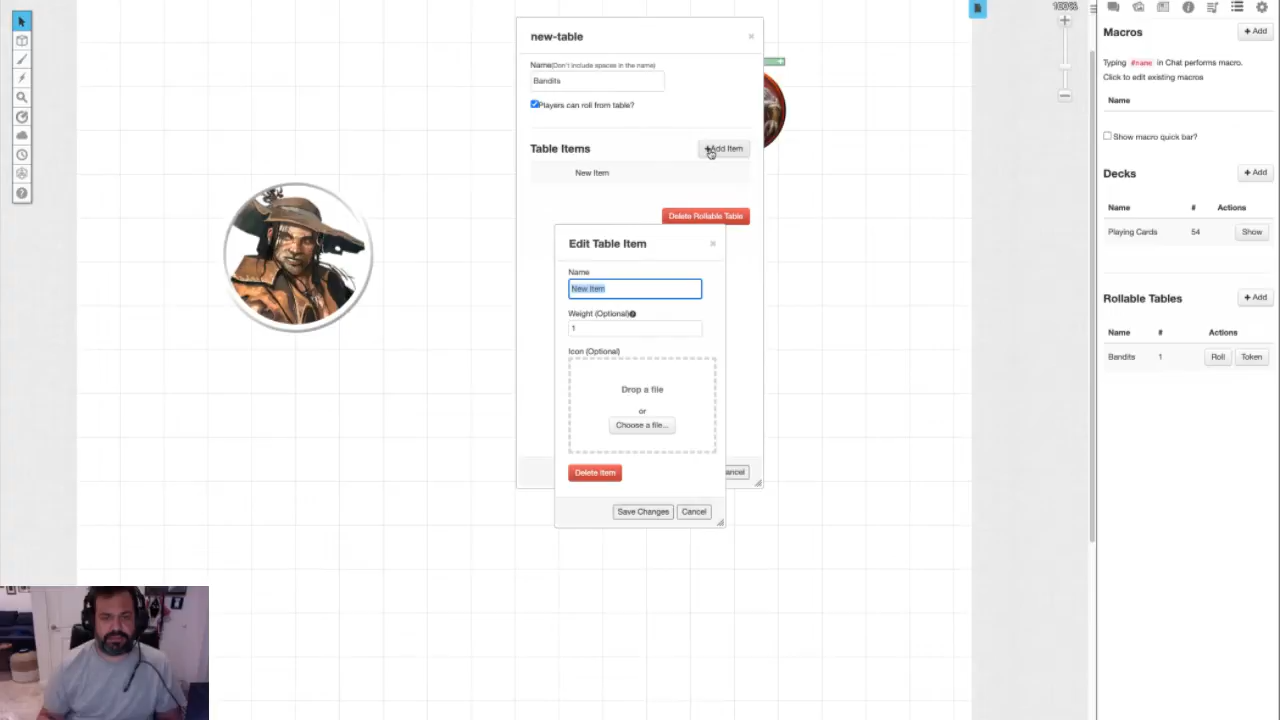 new-table
×
Name(Don't include spaces in the name)
Bandits
Players can roll from table?
Table Items
+Add Item
New Item
Delete Rollable Table
Edit Table Item
×
Name
New Item
Weight (Optional)
1
Icon (Optional)
Drop a file
or
Choose a file...
Delete Item
ancel
Save Changes
Cancel
100%
Macros
+ Add
Typing #name in Chat performs macro.
Click to edit existing macros
Name
Show macro quick bar?
Decks
+ Add
Name # Actions
Playing Cards 54 Show
Rollable Tables
+ Add
Name # Actions
Bandits 1 Roll Token